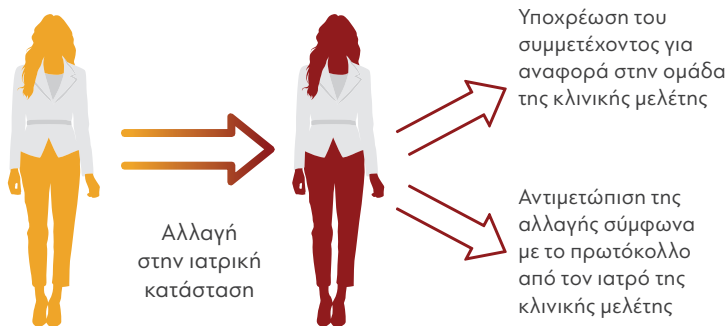 Υποχρέωση του
συμμετέχοντος για
αναφορά στην ομάδα
της κλινικής μελέτης
Αλλαγή
στην ιατρική
κατάσταση
Αντιμετώπιση της
αλλαγής σύμφωνα
με το πρωτόκολλο
από τον ιατρό της
κλινικής μελέτης